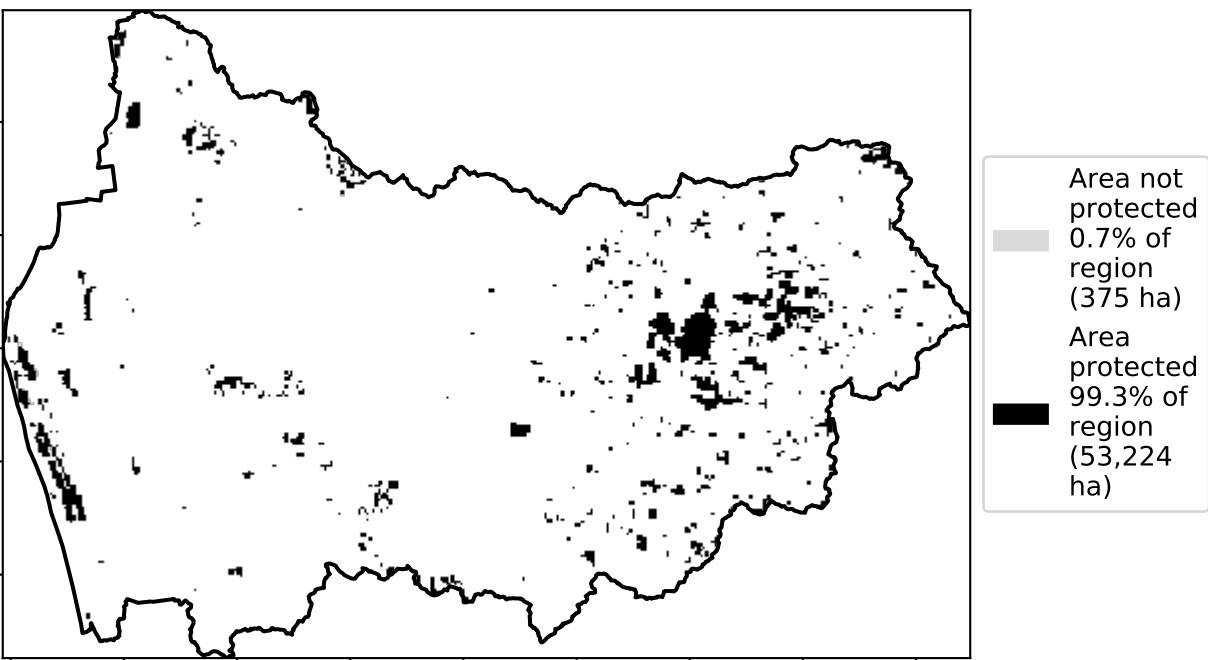 Area not
protected
0.7% of
region
(375 ha)
Area
protected
99.3% of
region
(53,224
ha)